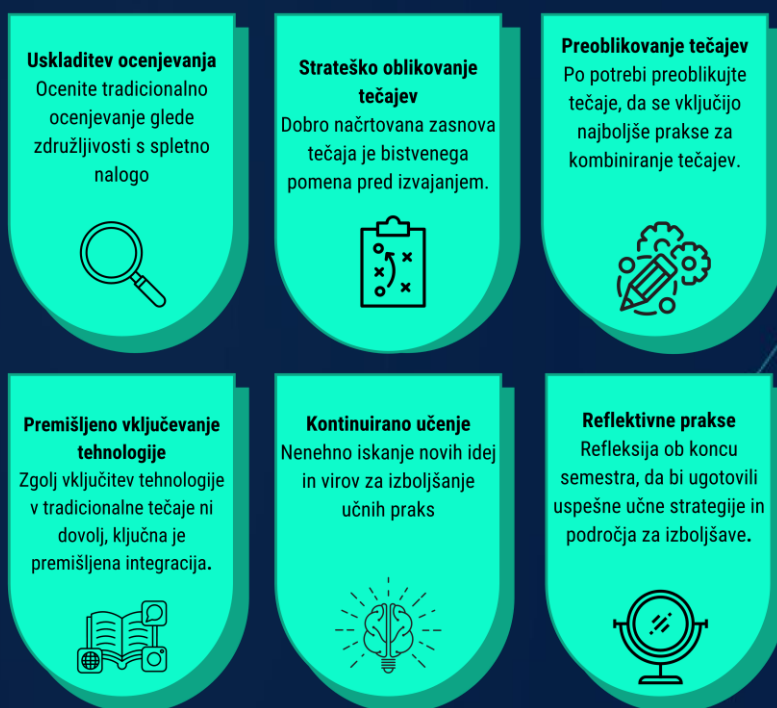 Uskladitev ocenjevanja
Ocenite tradicionalno
ocenjevanje glede
združljivosti s spletno
nalogo
Strateško oblikovanje
tečajev
Dobro načrtovana zasnova
tečaja je bistvenega
pomena pred izvajanjem.
Preoblikovanje tečajev
Po potrebi preoblikujte
tečaje, da se vključijo
najboljše prakse za
kombiniranje tečajev.
Premišljeno vključevanje
tehnologije
Zgolj vključitev tehnologije
v tradicionalne tečaje ni
dovolj, ključna je
premišljena integracija.
Kontinuirano učenje
Nenehno iskanje novih idej
in virov za izboljšanje
učnih praks
Reflektivne prakse
Refleksija ob koncu
semestra, da bi ugotovili
uspešne učne strategije in
področja za izboljšave.